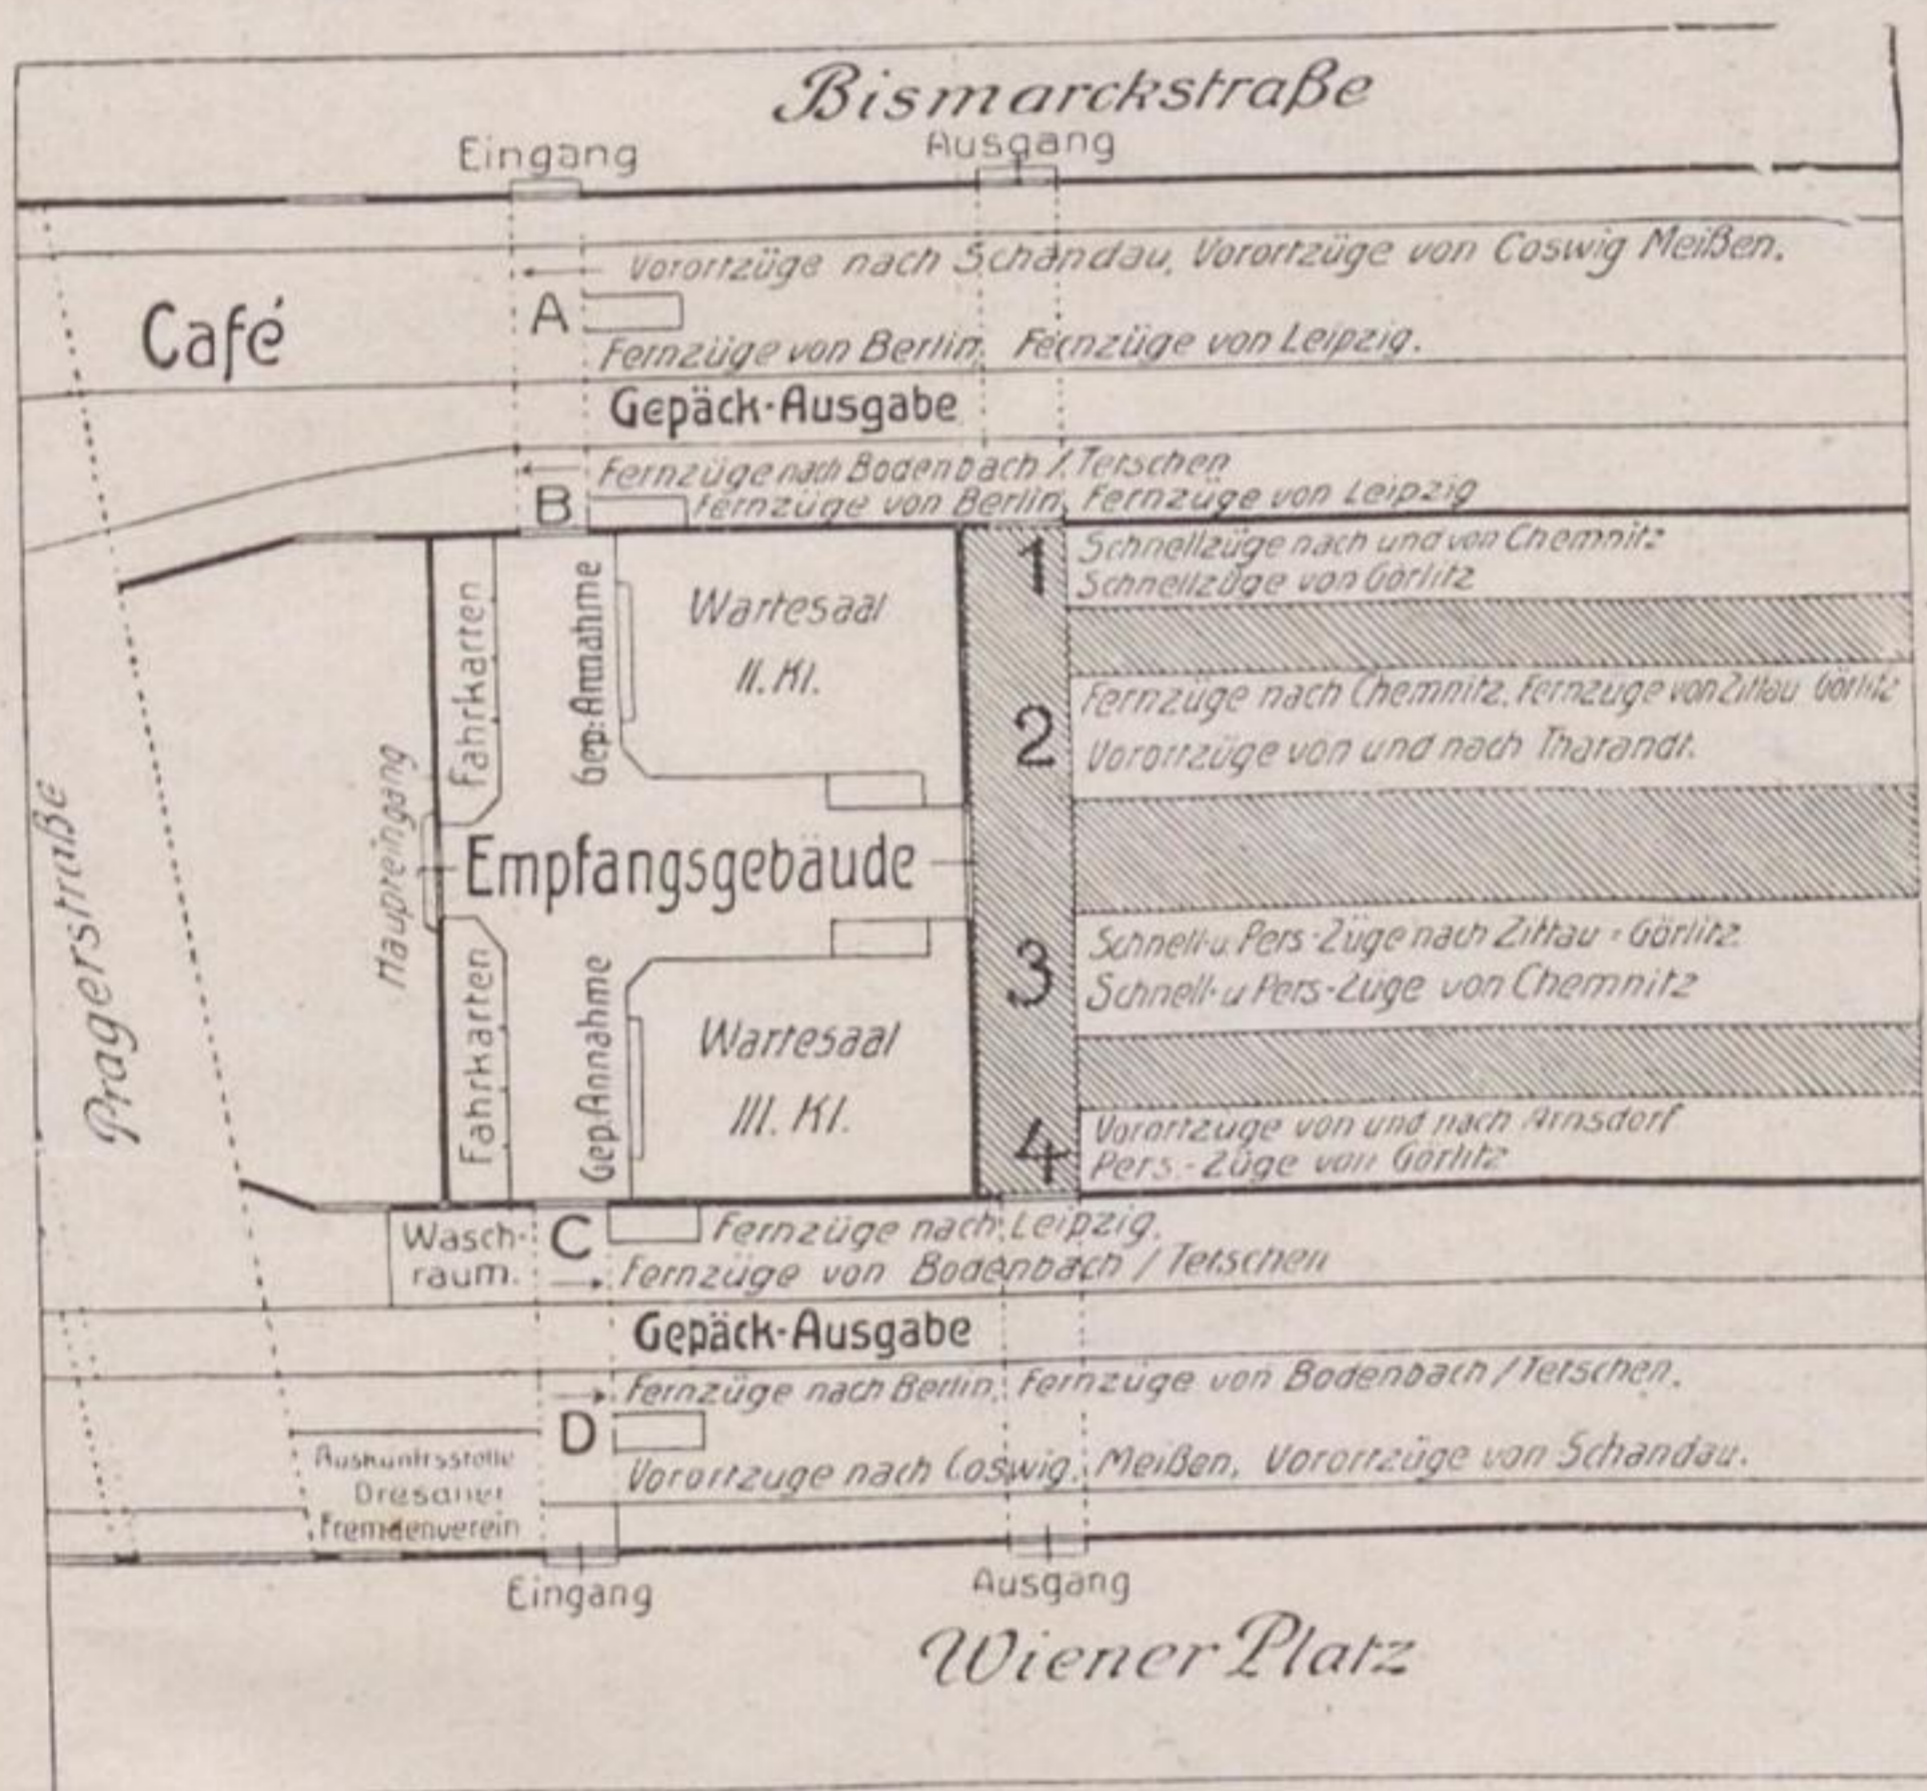 Bismarckstraße
Eingang
Ausgang
Vorortzüge nach Schandau, Vorortzüge von Coswig Meißen.
Café
A
Fernzüge von Berlin, Fernzüge von Leipzig.
Gepäck-Ausgabe
Fernzüge nach Bodenbach / Tetschen
B
Fernzüge von Berlin, Fernzüge von Leipzig
1
Schnellzüge nach und von Chemnitz
Schnellzüge von Görlitz
Fahrkarten
Gep:Annahme
Wartesaal
II. Kl.
2
Fernzüge nach Chemnitz, Fernzüge von Zittau Görlitz
Vorortzüge von und nach Tharandt.
Pragerstraße
Haupteingang
Empfangsgebäude
3
Schnell-u. Pers-Züge nach Zittau-Görlitz
Schnell-u Pers-Züge von Chemnitz
Fahrkarten
Gep.Annahme
Wartesaal
III. Kl.
4
Vorortzüge von und nach Arnsdorf
Pers.-Züge von Görlitz
Wasch-
raum.
C
Fernzüge nach Leipzig.
Fernzüge von Bodenbach / Tetschen
Gepäck-Ausgabe
Fernzüge nach Berlin, Fernzüge von Bodenbach / Tetschen.
D
Vorortzüge nach Coswig, Meißen, Vorortzüge von Schandau.
Auskunftsstelle
Dresdner
Fremdenverein
Eingang
Ausgang
Wiener Platz